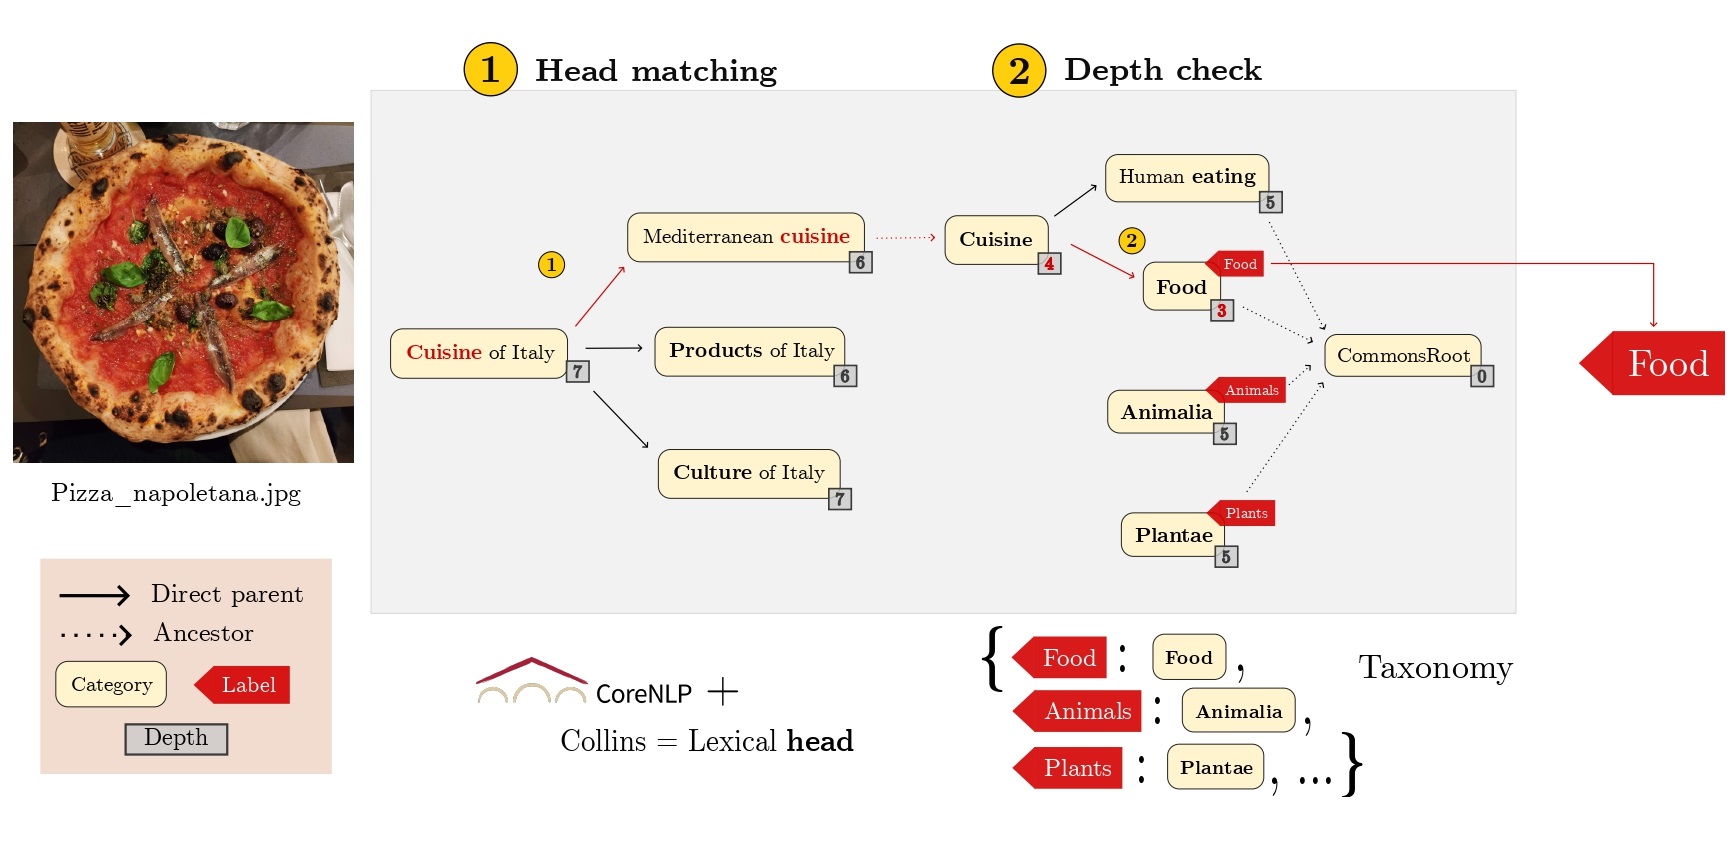 1 Head matching
2 Depth check
Human eating
5
Mediterranean cuisine
6
Cuisine
4
2
Food
Food
3
1
Cuisine of Italy
7
Products of Italy
6
CommonsRoot
0
Food
Animals
Animalia
5
Culture of Italy
7
Plants
Plantae
5
Pizza_napoletana.jpg
Direct parent
Ancestor
Category
Label
Depth
CoreNLP +
Collins = Lexical head
{ Food : Food ,
Animals : Animalia ,
Plants : Plantae , ... }
Taxonomy